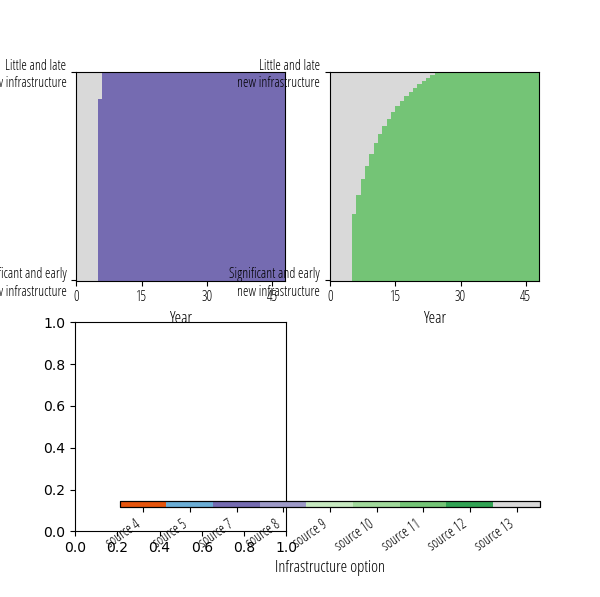 Little and late
w infrastructure
ficant and early
w infrastructure
0 15 30 45
Year
Little and late
new infrastructure
Significant and early
new infrastructure
0 15 30 45
Year
1.0
0.8
0.6
0.4
0.2
0.0
0.0 0.2 0.4 0.6 0.8 1.0
source 4 source 5 source 7 source 8 source 9 source 10 source 11 source 12 source 13
Infrastructure option